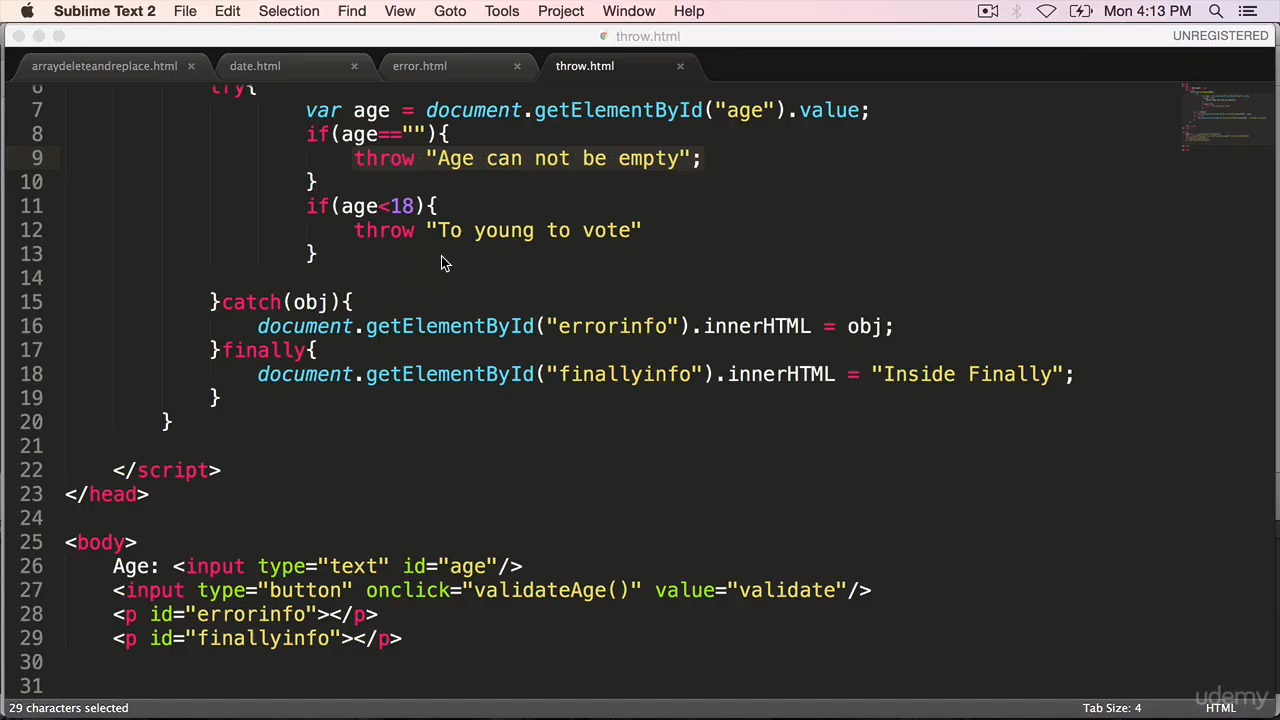 Sublime Text 2 File Edit Selection Find View Goto Tools Project Window Help Mon 4:13 PM
throw.html UNREGISTERED
arraydeleteandreplace.html × date.html × error.html × throw.html ×
6 try{
7 var age = document.getElementById("age").value;
8 if(age==""){
9 throw "Age can not be empty";
10 }
11 if(age<18){
12 throw "To young to vote"
13 }
14
15 }catch(obj){
16 document.getElementById("errorinfo").innerHTML = obj;
17 }finally{
18 document.getElementById("finallyinfo").innerHTML = "Inside Finally";
19 }
20 }
21
22 </script>
23 </head>
24
25 <body>
26 Age: <input type="text" id="age"/>
27 <input type="button" onclick="validateAge()" value="validate"/>
28 <p id="errorinfo"></p>
29 <p id="finallyinfo"></p>
30
31
udemy
29 characters selected Tab Size: 4 HTML